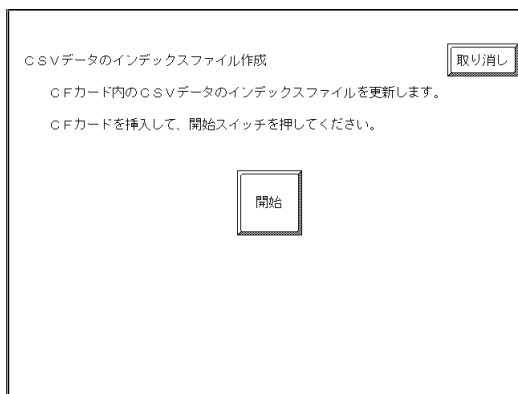 CSVデータのインデックスファイル作成
取り消し
CFカード内のCSVデータのインデックスファイルを更新します。
CFカードを挿入して、開始スイッチを押してください。
開始